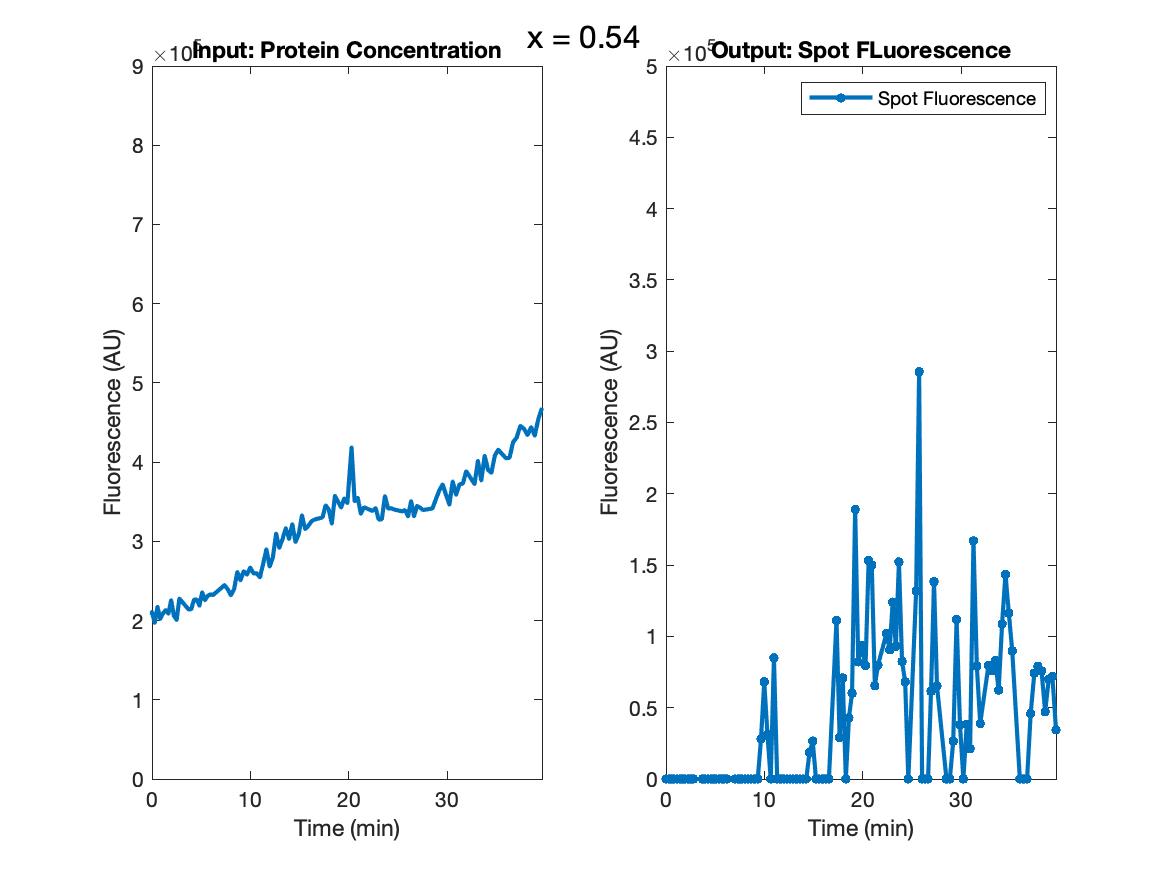 x = 0.54
×10⁵
Input: Protein Concentration
9
8
7
6
5
4
3
2
1
0
Fluorescence (AU)
0 10 20 30
Time (min)
×10⁵
Output: Spot FLuorescence
Spot Fluorescence
5
4.5
4
3.5
3
2.5
2
1.5
1
0.5
0
Fluorescence (AU)
0 10 20 30
Time (min)